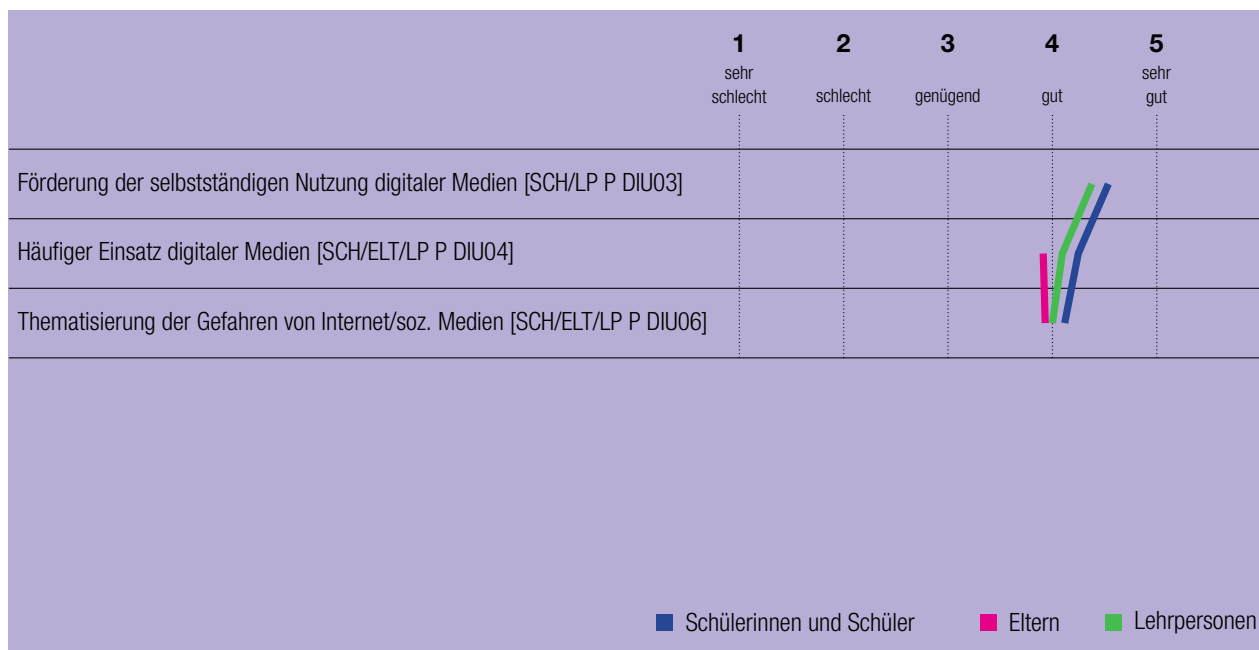 1 2 3 4 5
sehr schlecht schlecht genügend gut sehr gut
Förderung der selbstständigen Nutzung digitaler Medien [SCH/LP P DIU03]
Häufiger Einsatz digitaler Medien [SCH/ELT/LP P DIU04]
Thematisierung der Gefahren von Internet/soz. Medien [SCH/ELT/LP P DIU06]
Schülerinnen und Schüler Eltern Lehrpersonen